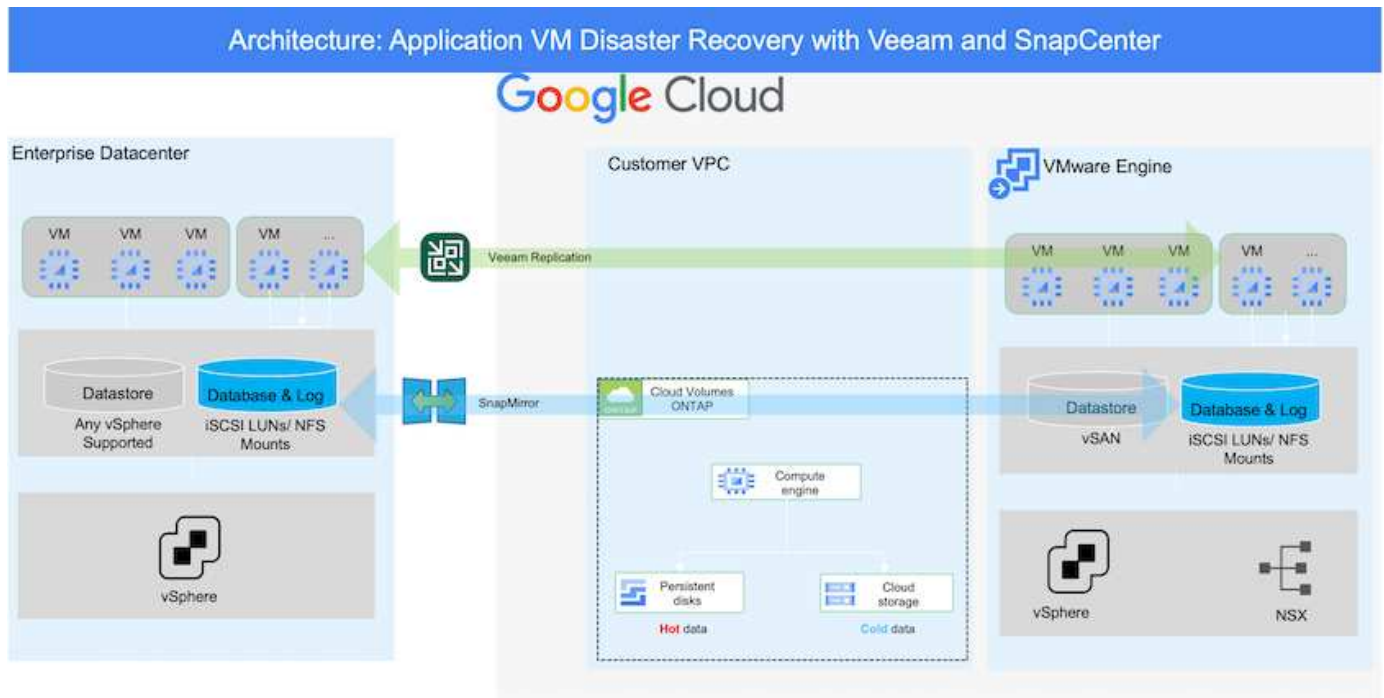 Architecture: Application VM Disaster Recovery with Veeam and SnapCenter
Google Cloud
Enterprise Datacenter
VM
VM
VM
VM
...
Datastore
Any vSphere
Supported
Database & Log
iSCSI LUNs/ NFS
Mounts
vSphere
Veeam Replication
SnapMirror
Customer VPC
ONTAP
Cloud Volumes
ONTAP
Compute
engine
Persistent
disks
Hot data
Cloud
storage
Cold data
VMware Engine
VM
VM
VM
VM
...
Datastore
vSAN
Database & Log
iSCSI LUNs/ NFS
Mounts
vSphere
NSX